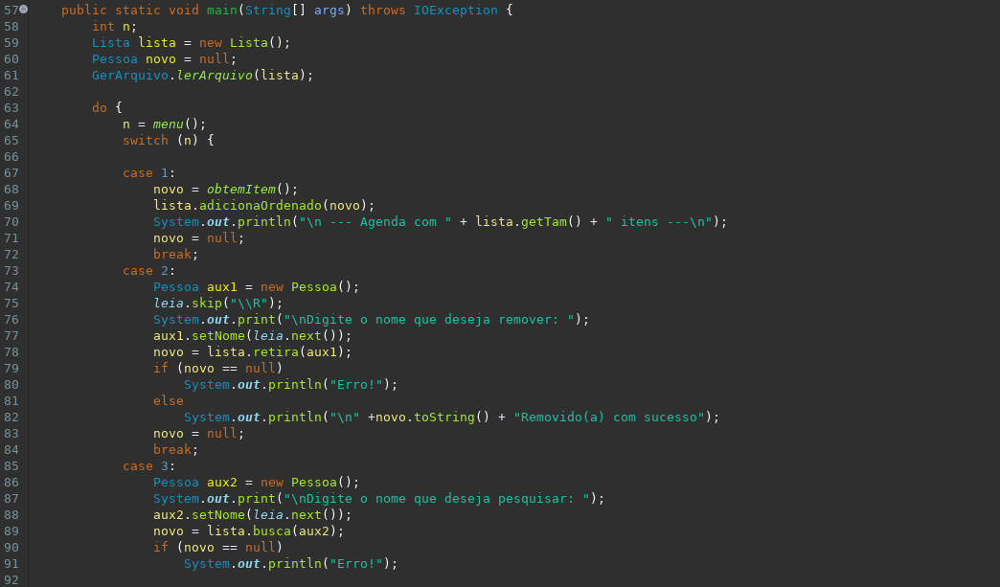 57 public static void main(String[] args) throws IOException {
58 int n;
59 Lista lista = new Lista();
60 Pessoa novo = null;
61 GerArquivo.lerArquivo(lista);
62
63 do {
64 n = menu();
65 switch (n) {
66
67 case 1:
68 novo = obtemItem();
69 lista.adicionaOrdenado(novo);
70 System.out.println("\n --- Agenda com " + lista.getTam() + " itens ---\n");
71 novo = null;
72 break;
73 case 2:
74 Pessoa aux1 = new Pessoa();
75 leia.skip("\\R");
76 System.out.print("\nDigite o nome que deseja remover: ");
77 aux1.setNome(leia.next());
78 novo = lista.retira(aux1);
79 if (novo == null)
80 System.out.println("Erro!");
81 else
82 System.out.println("\n" +novo.toString() + "Removido(a) com sucesso");
83 novo = null;
84 break;
85 case 3:
86 Pessoa aux2 = new Pessoa();
87 System.out.print("\nDigite o nome que deseja pesquisar: ");
88 aux2.setNome(leia.next());
89 novo = lista.busca(aux2);
90 if (novo == null)
91 System.out.println("Erro!");
92